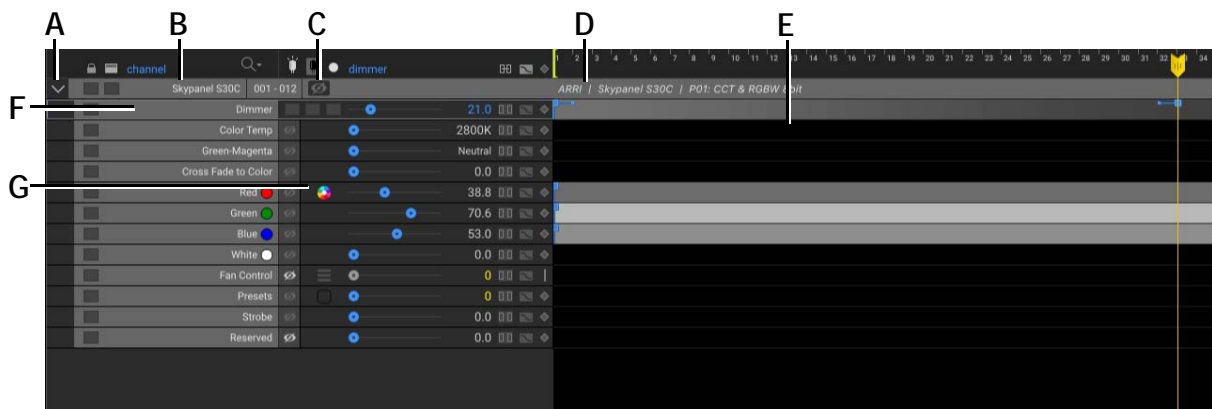 A B C D E
channel dimmer 1 2 3 4 5 6 7 8 9 10 11 12 13 14 15 16 17 18 19 20 21 22 23 24 25 26 27 28 29 30 31 32 34
Skypanel S30C 001 - 012 ARRI | Skypanel S30C | P01: CCT & RGBW 8bit
F Dimmer 21.0
Color Temp 2800K
Green-Magenta Neutral
Cross Fade to Color 0.0
G Red 38.8
Green 70.6
Blue 53.0
White 0.0
Fan Control 0
Presets 0
Strobe 0.0
Reserved 0.0